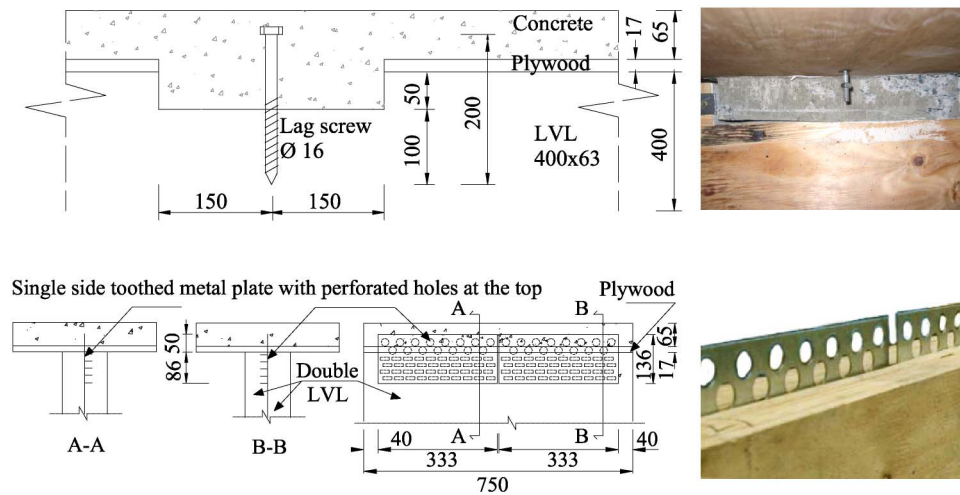 Concrete
17
65
Plywood
50
200
Lag screw
Ø 16
LVL
400x63
100
400
150
150
Single side toothed metal plate with perforated holes at the top
Plywood
A
B
50
86
Double
LVL
136
17
65
A
B
A-A
B-B
40
333
333
40
750